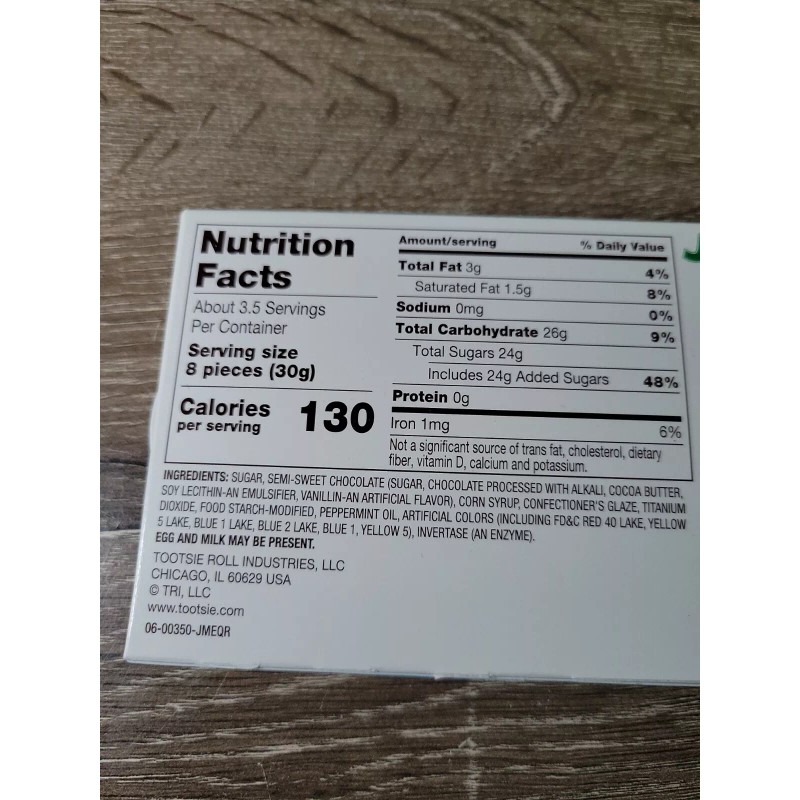 Nutrition
Facts
About 3.5 Servings
Per Container
Serving size
8 pieces (30g)
Calories 130
per serving
Amount/serving % Daily Value
Total Fat 3g 4%
Saturated Fat 1.5g 8%
Sodium 0mg 0%
Total Carbohydrate 26g 9%
Total Sugars 24g
Includes 24g Added Sugars 48%
Protein 0g
Iron 1mg 6%
Not a significant source of trans fat, cholesterol, dietary
fiber, vitamin D, calcium and potassium.
INGREDIENTS: SUGAR, SEMI-SWEET CHOCOLATE (SUGAR, CHOCOLATE PROCESSED WITH ALKALI, COCOA BUTTER,
SOY LECITHIN-AN EMULSIFIER, VANILLIN-AN ARTIFICIAL FLAVOR), CORN SYRUP, CONFECTIONER'S GLAZE, TITANIUM
DIOXIDE, FOOD STARCH-MODIFIED, PEPPERMINT OIL, ARTIFICIAL COLORS (INCLUDING FD&C RED 40 LAKE, YELLOW
5 LAKE, BLUE 1 LAKE, BLUE 2 LAKE, BLUE 1, YELLOW 5), INVERTASE (AN ENZYME).
EGG AND MILK MAY BE PRESENT.
TOOTSIE ROLL INDUSTRIES, LLC
CHICAGO, IL 60629 USA
© TRI, LLC
www.tootsie.com
06-00350-JMEQR